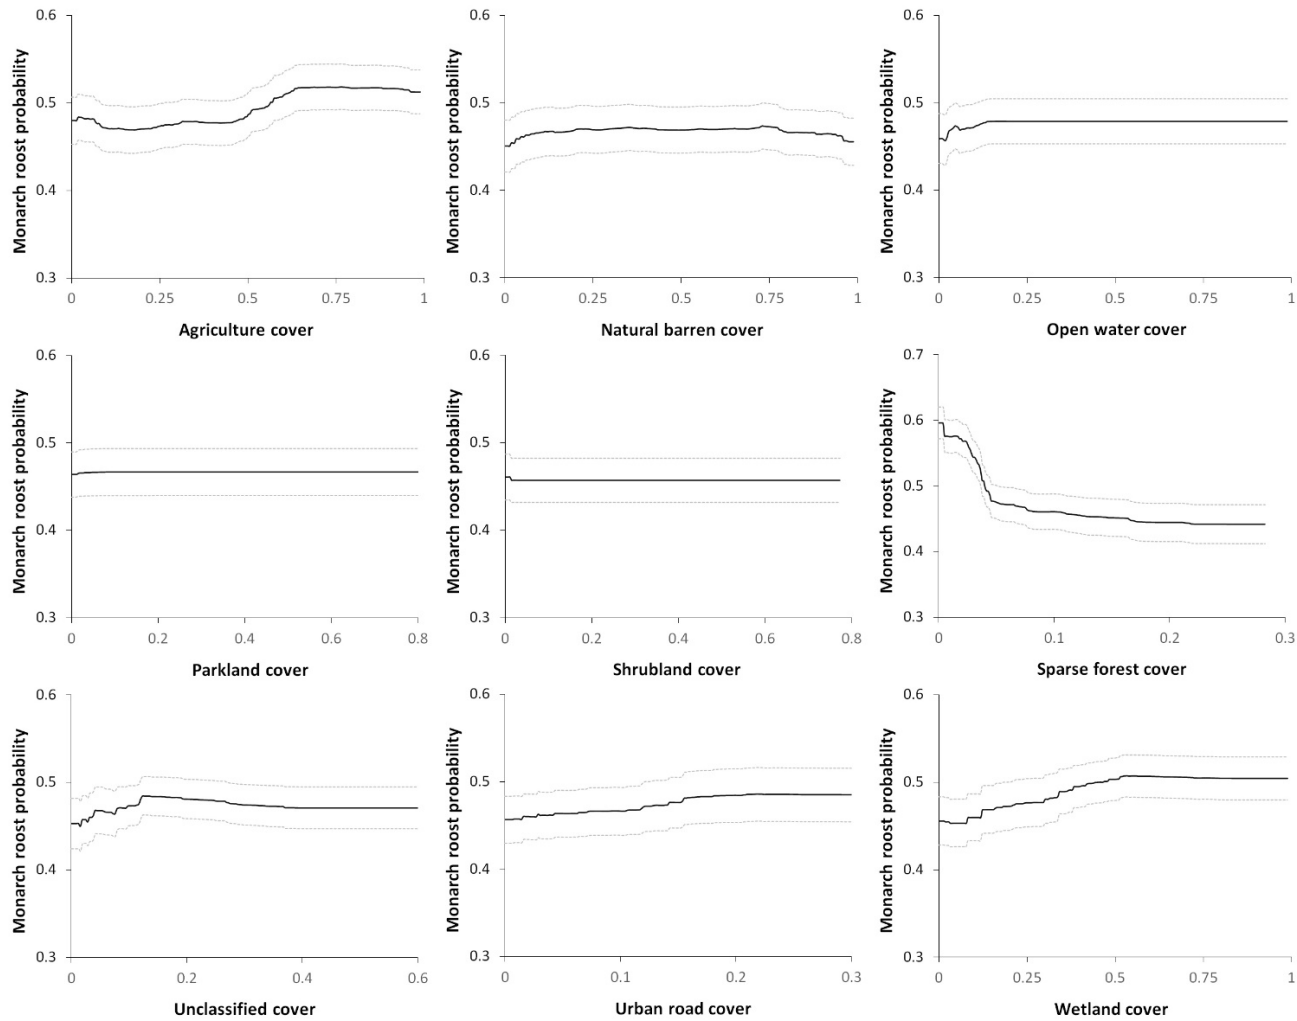 0.6
0.5
0.4
0.3
Monarch roost probability
0 0.25 0.5 0.75 1
Agriculture cover
0.6
0.5
0.4
0.3
Monarch roost probability
0 0.25 0.5 0.75 1
Natural barren cover
0.6
0.5
0.4
0.3
Monarch roost probability
0 0.25 0.5 0.75 1
Open water cover
0.6
0.5
0.4
0.3
Monarch roost probability
0 0.2 0.4 0.6 0.8
Parkland cover
0.6
0.5
0.4
0.3
Monarch roost probability
0 0.2 0.4 0.6 0.8
Shrubland cover
0.7
0.6
0.5
0.4
0.3
Monarch roost probability
0 0.1 0.2 0.3
Sparse forest cover
0.6
0.5
0.4
0.3
Monarch roost probability
0 0.2 0.4 0.6
Unclassified cover
0.6
0.5
0.4
0.3
Monarch roost probability
0 0.1 0.2 0.3
Urban road cover
0.6
0.5
0.4
0.3
Monarch roost probability
0 0.25 0.5 0.75 1
Wetland cover